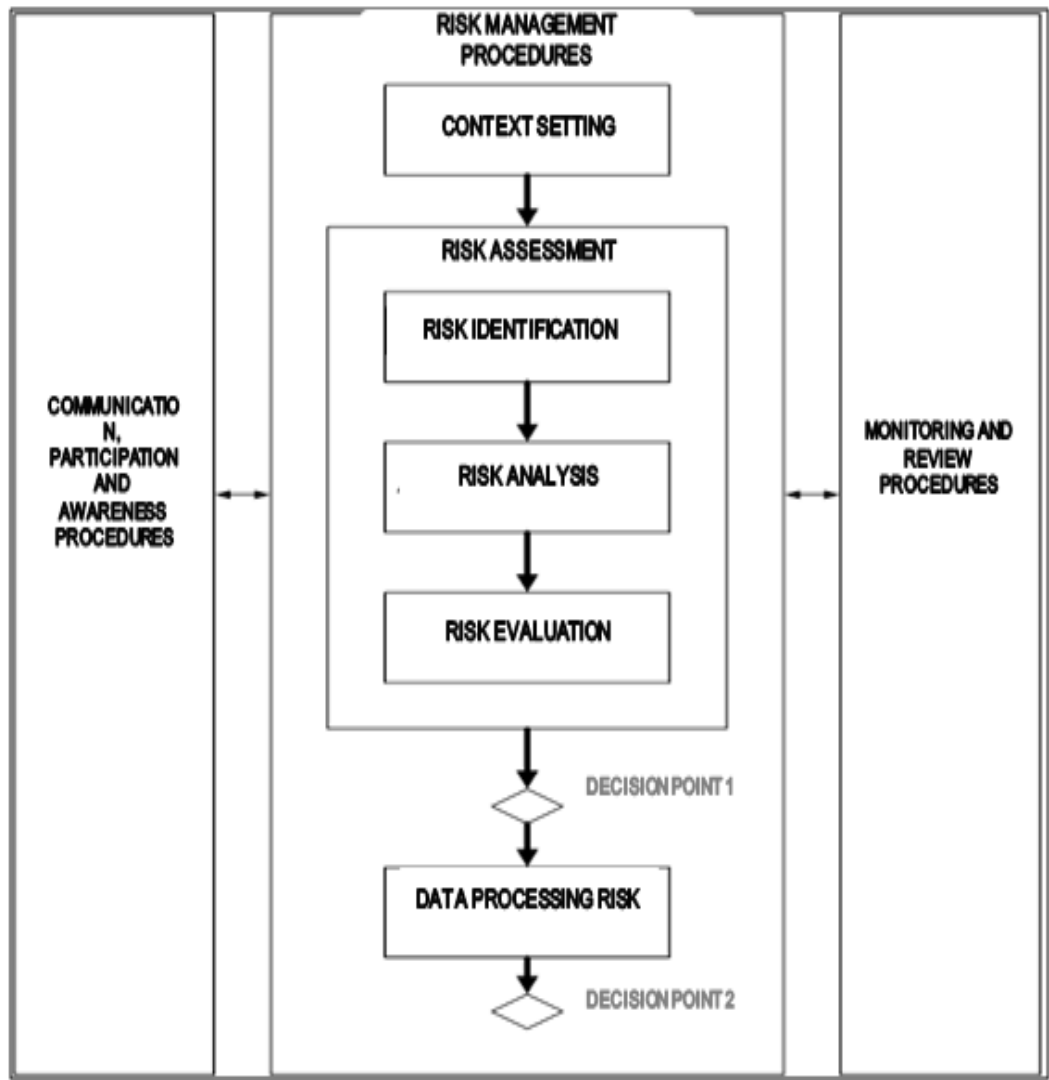 RISK MANAGEMENT
PROCEDURES
CONTEXT SETTING
RISK ASSESSMENT
RISK IDENTIFICATION
COMMUNICATIO
N,
PARTICIPATION
AND
AWARENESS
PROCEDURES
RISK ANALYSIS
MONITORING AND
REVIEW
PROCEDURES
RISK EVALUATION
DECISION POINT 1
DATA PROCESSING RISK
DECISION POINT 2